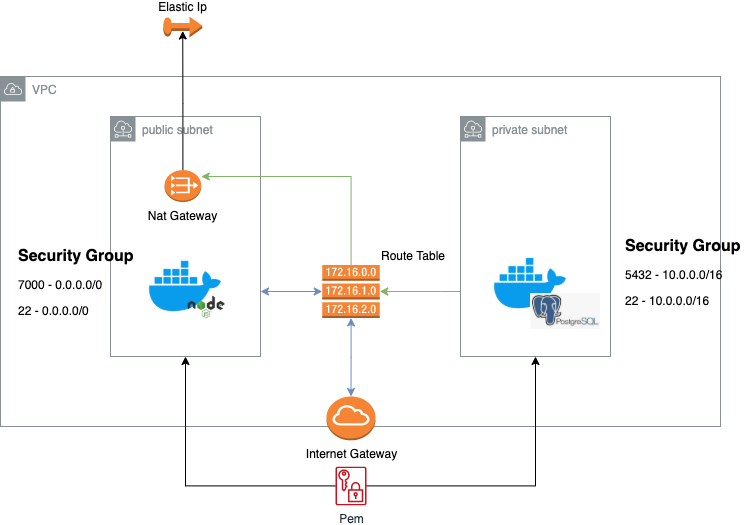 Elastic Ip
VPC
public subnet
private subnet
Nat Gateway
Security Group
7000 - 0.0.0.0/0
22 - 0.0.0.0/0
node
JS
Route Table
172.16.0.0
172.16.1.0
172.16.2.0
Security Group
5432 - 10.0.0.0/16
22 - 10.0.0.0/16
PostgreSQL
Internet Gateway
Pem